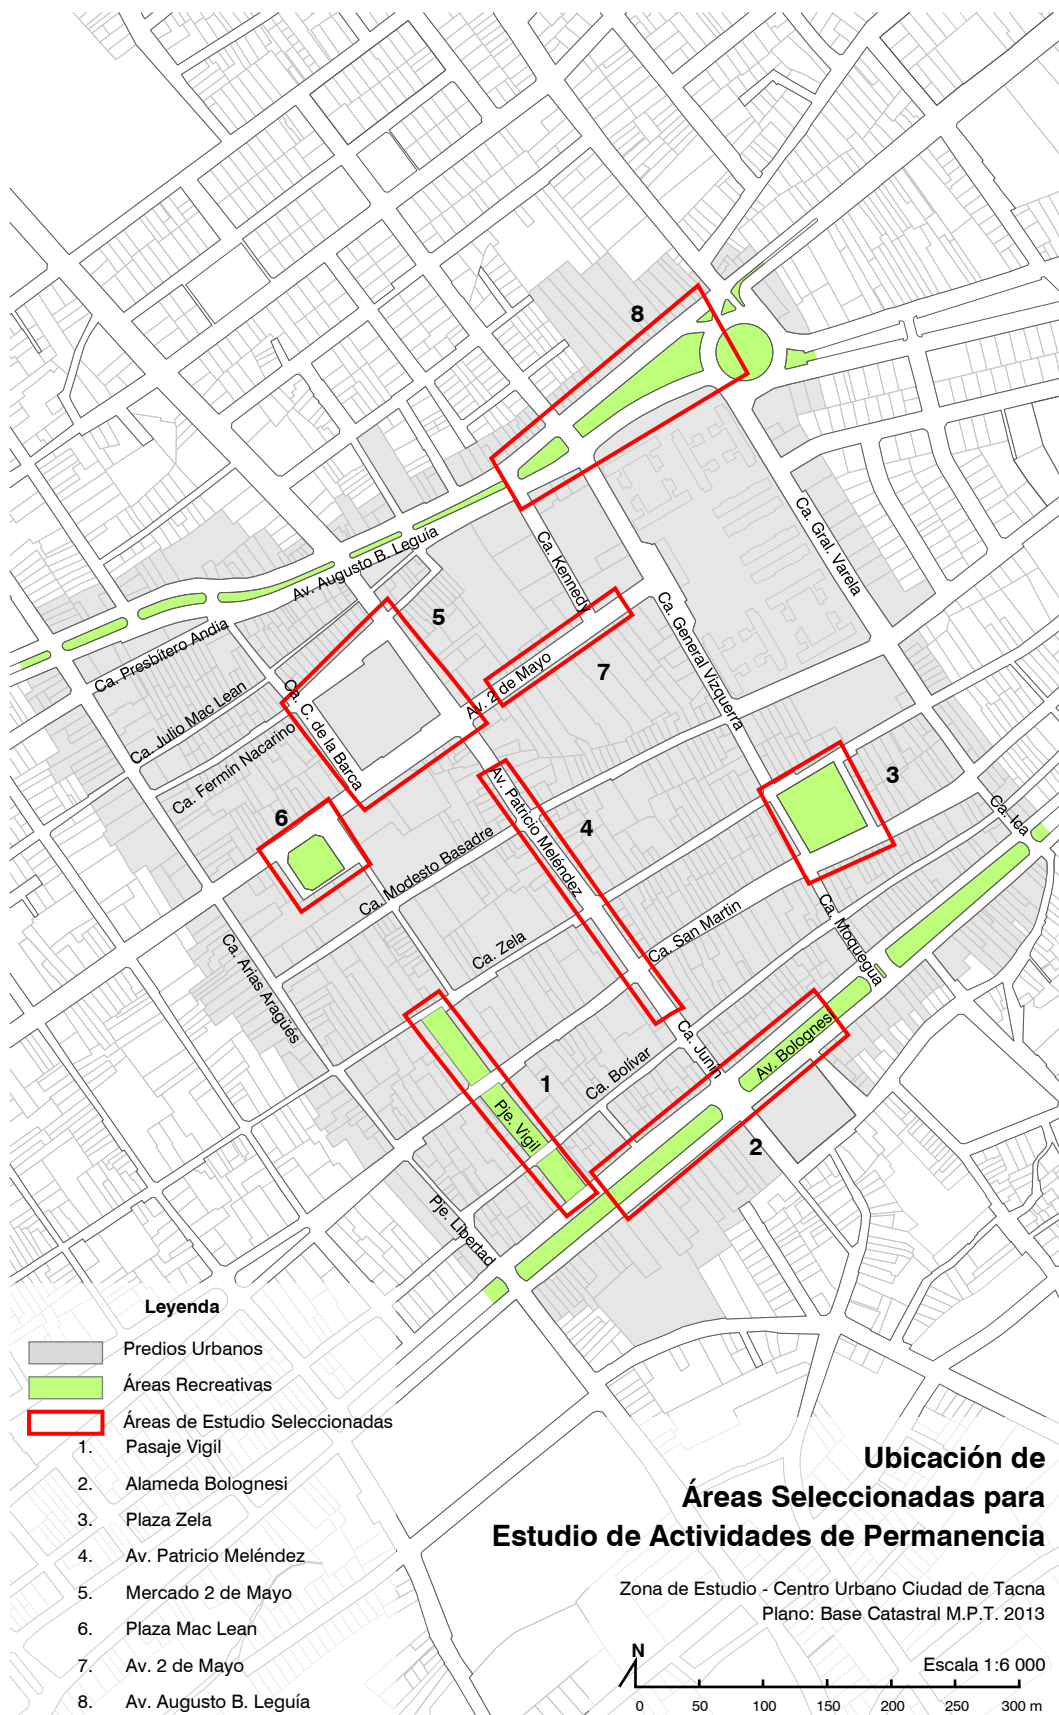 8
Ca. Gral. Varela
Av. Augusto B. Leguía
Ca. Kennedy
5
Ca. General Vizquerra
Ca. Presbítero Andia
7
Av. 2 de Mayo
Ca. Julio Mac Lean
Ca. C. de la Barca
Ca. Fermín Nacarino
3
6
Av. Patricio Meléndez
4
Ca. Ica
Ca. Modesto Basadre
Ca. San Martin
Ca. Moquegua
Ca. Zela
Ca. Arias Aragüés
Ca. Junín
Av. Bolognesi
1
Ca. Bolívar
Pje. Vigil
2
Pje. Libertad
Leyenda
Predios Urbanos
Áreas Recreativas
Áreas de Estudio Seleccionadas
1. Pasaje Vigil
2. Alameda Bolognesi
3. Plaza Zela
4. Av. Patricio Meléndez
5. Mercado 2 de Mayo
6. Plaza Mac Lean
7. Av. 2 de Mayo
8. Av. Augusto B. Leguía
Ubicación de
Áreas Seleccionadas para
Estudio de Actividades de Permanencia
Zona de Estudio - Centro Urbano Ciudad de Tacna
Plano: Base Catastral M.P.T. 2013
N
Escala 1:6 000
0 50 100 150 200 250 300 m